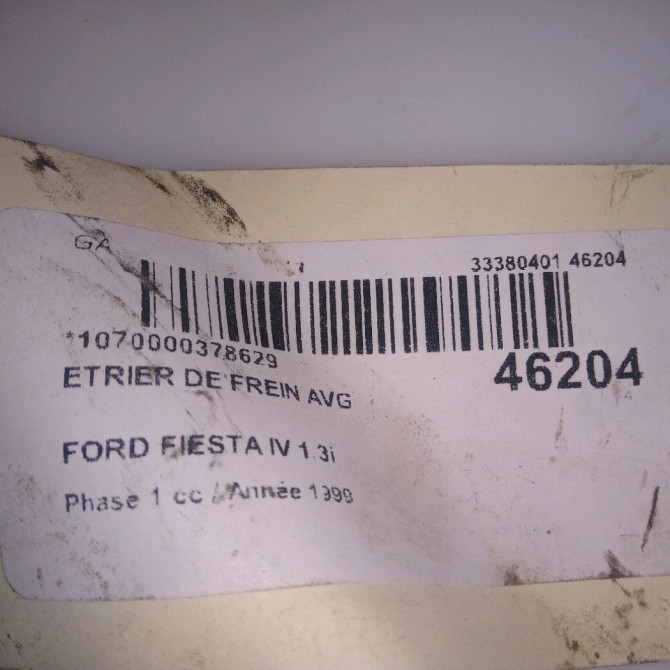 GA
33380401 46204
*1070000378629
46204
ETRIER DE FREIN AVG
FORD FIESTA IV 1.3i
Phase 1 cc / Année 1999